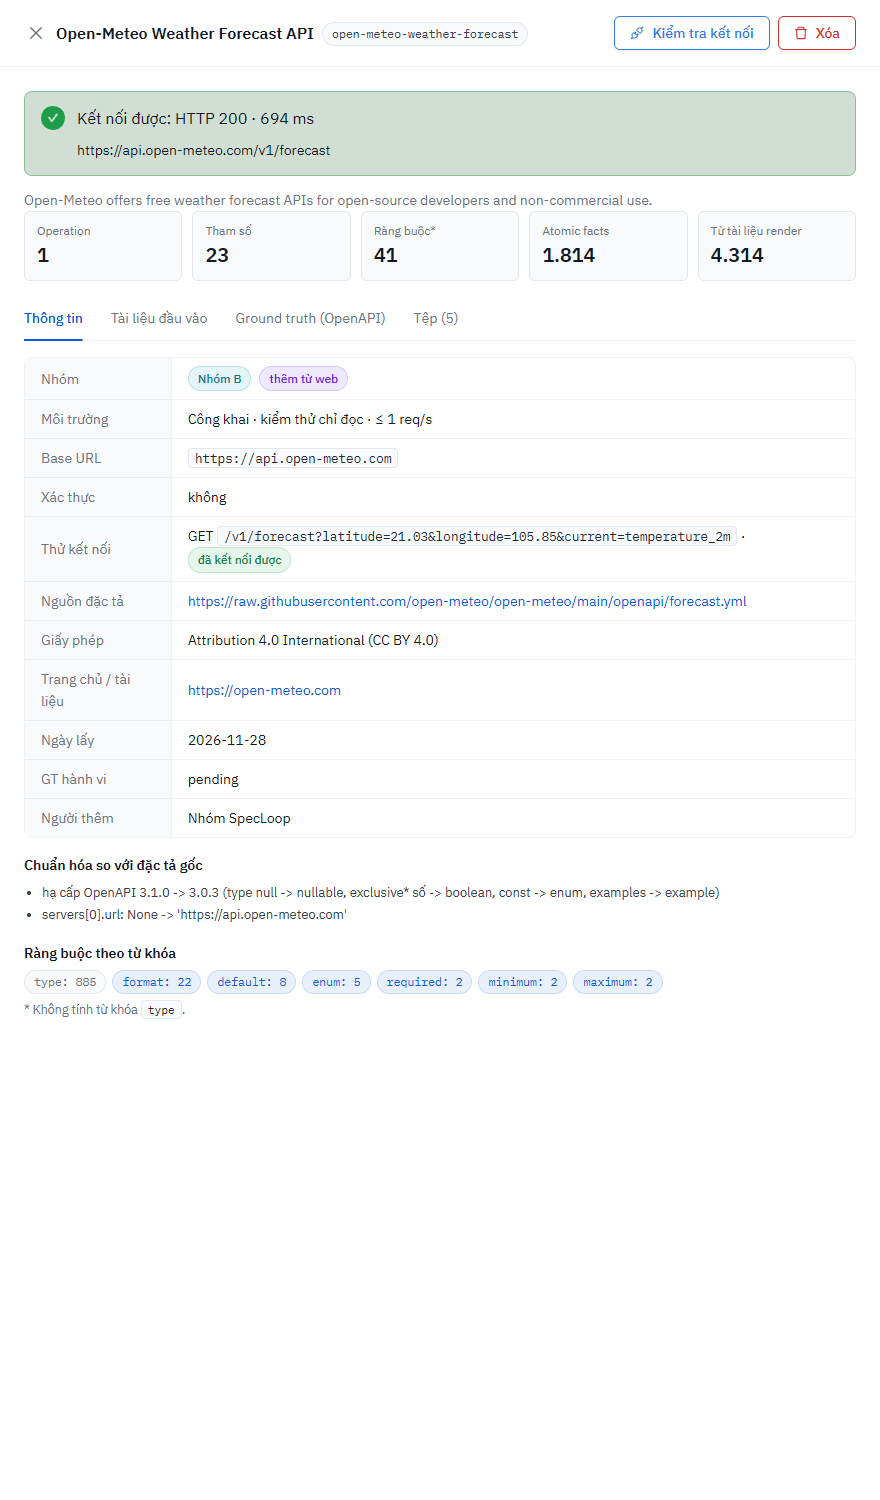 Open-Meteo Weather Forecast API open-meteo-weather-forecast Kiểm tra kết nối Xóa
Kết nối được: HTTP 200 · 694 ms
https://api.open-meteo.com/v1/forecast
Open-Meteo offers free weather forecast APIs for open-source developers and non-commercial use.
Operation
1
Tham số
23
Ràng buộc*
41
Atomic facts
1.814
Từ tài liệu render
4.314
Thông tin Tài liệu đầu vào Ground truth (OpenAPI) Tệp (5)
Nhóm Nhóm B thêm từ web
Môi trường Công khai · kiểm thử chỉ đọc · ≤ 1 req/s
Base URL https://api.open-meteo.com
Xác thực không
Thử kết nối GET /v1/forecast?latitude=21.03&longitude=105.85&current=temperature_2m ·
đã kết nối được
Nguồn đặc tả https://raw.githubusercontent.com/open-meteo/open-meteo/main/openapi/forecast.yml
Giấy phép Attribution 4.0 International (CC BY 4.0)
Trang chủ / tài
liệu https://open-meteo.com
Ngày lấy 2026-11-28
GT hành vi pending
Người thêm Nhóm SpecLoop
Chuẩn hóa so với đặc tả gốc
• hạ cấp OpenAPI 3.1.0 -> 3.0.3 (type null -> nullable, exclusive* số -> boolean, const -> enum, examples -> example)
• servers[0].url: None -> 'https://api.open-meteo.com'
Ràng buộc theo từ khóa
type: 885 format: 22 default: 8 enum: 5 required: 2 minimum: 2 maximum: 2
* Không tính từ khóa type.